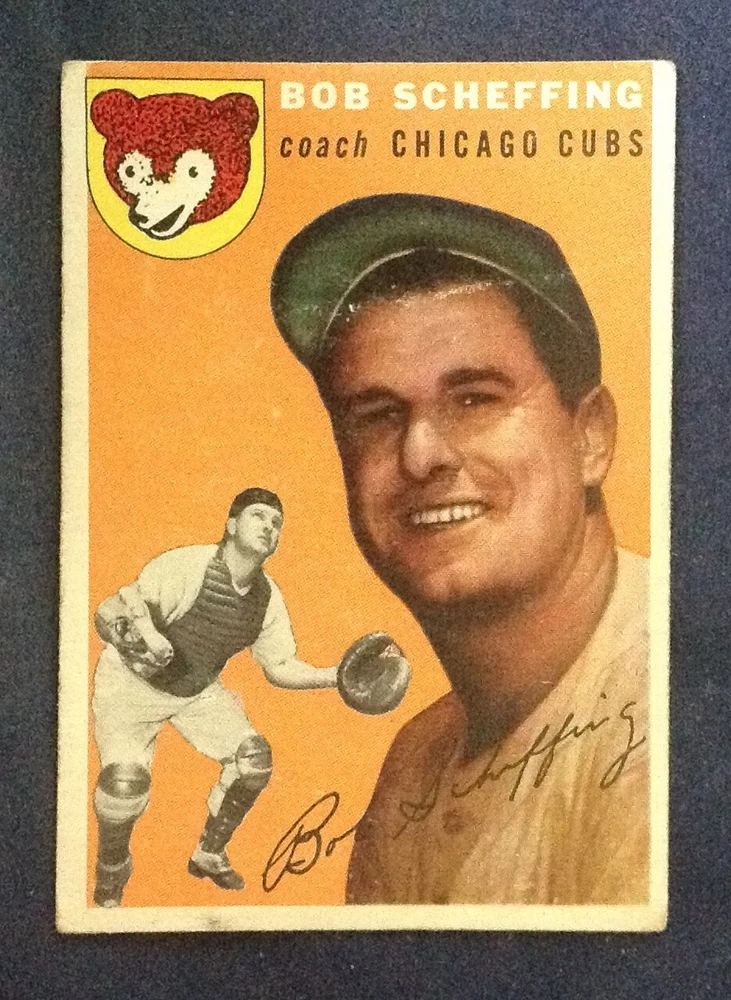 BOB SCHEFFING
coach CHICAGO CUBS
Bob Scheffing